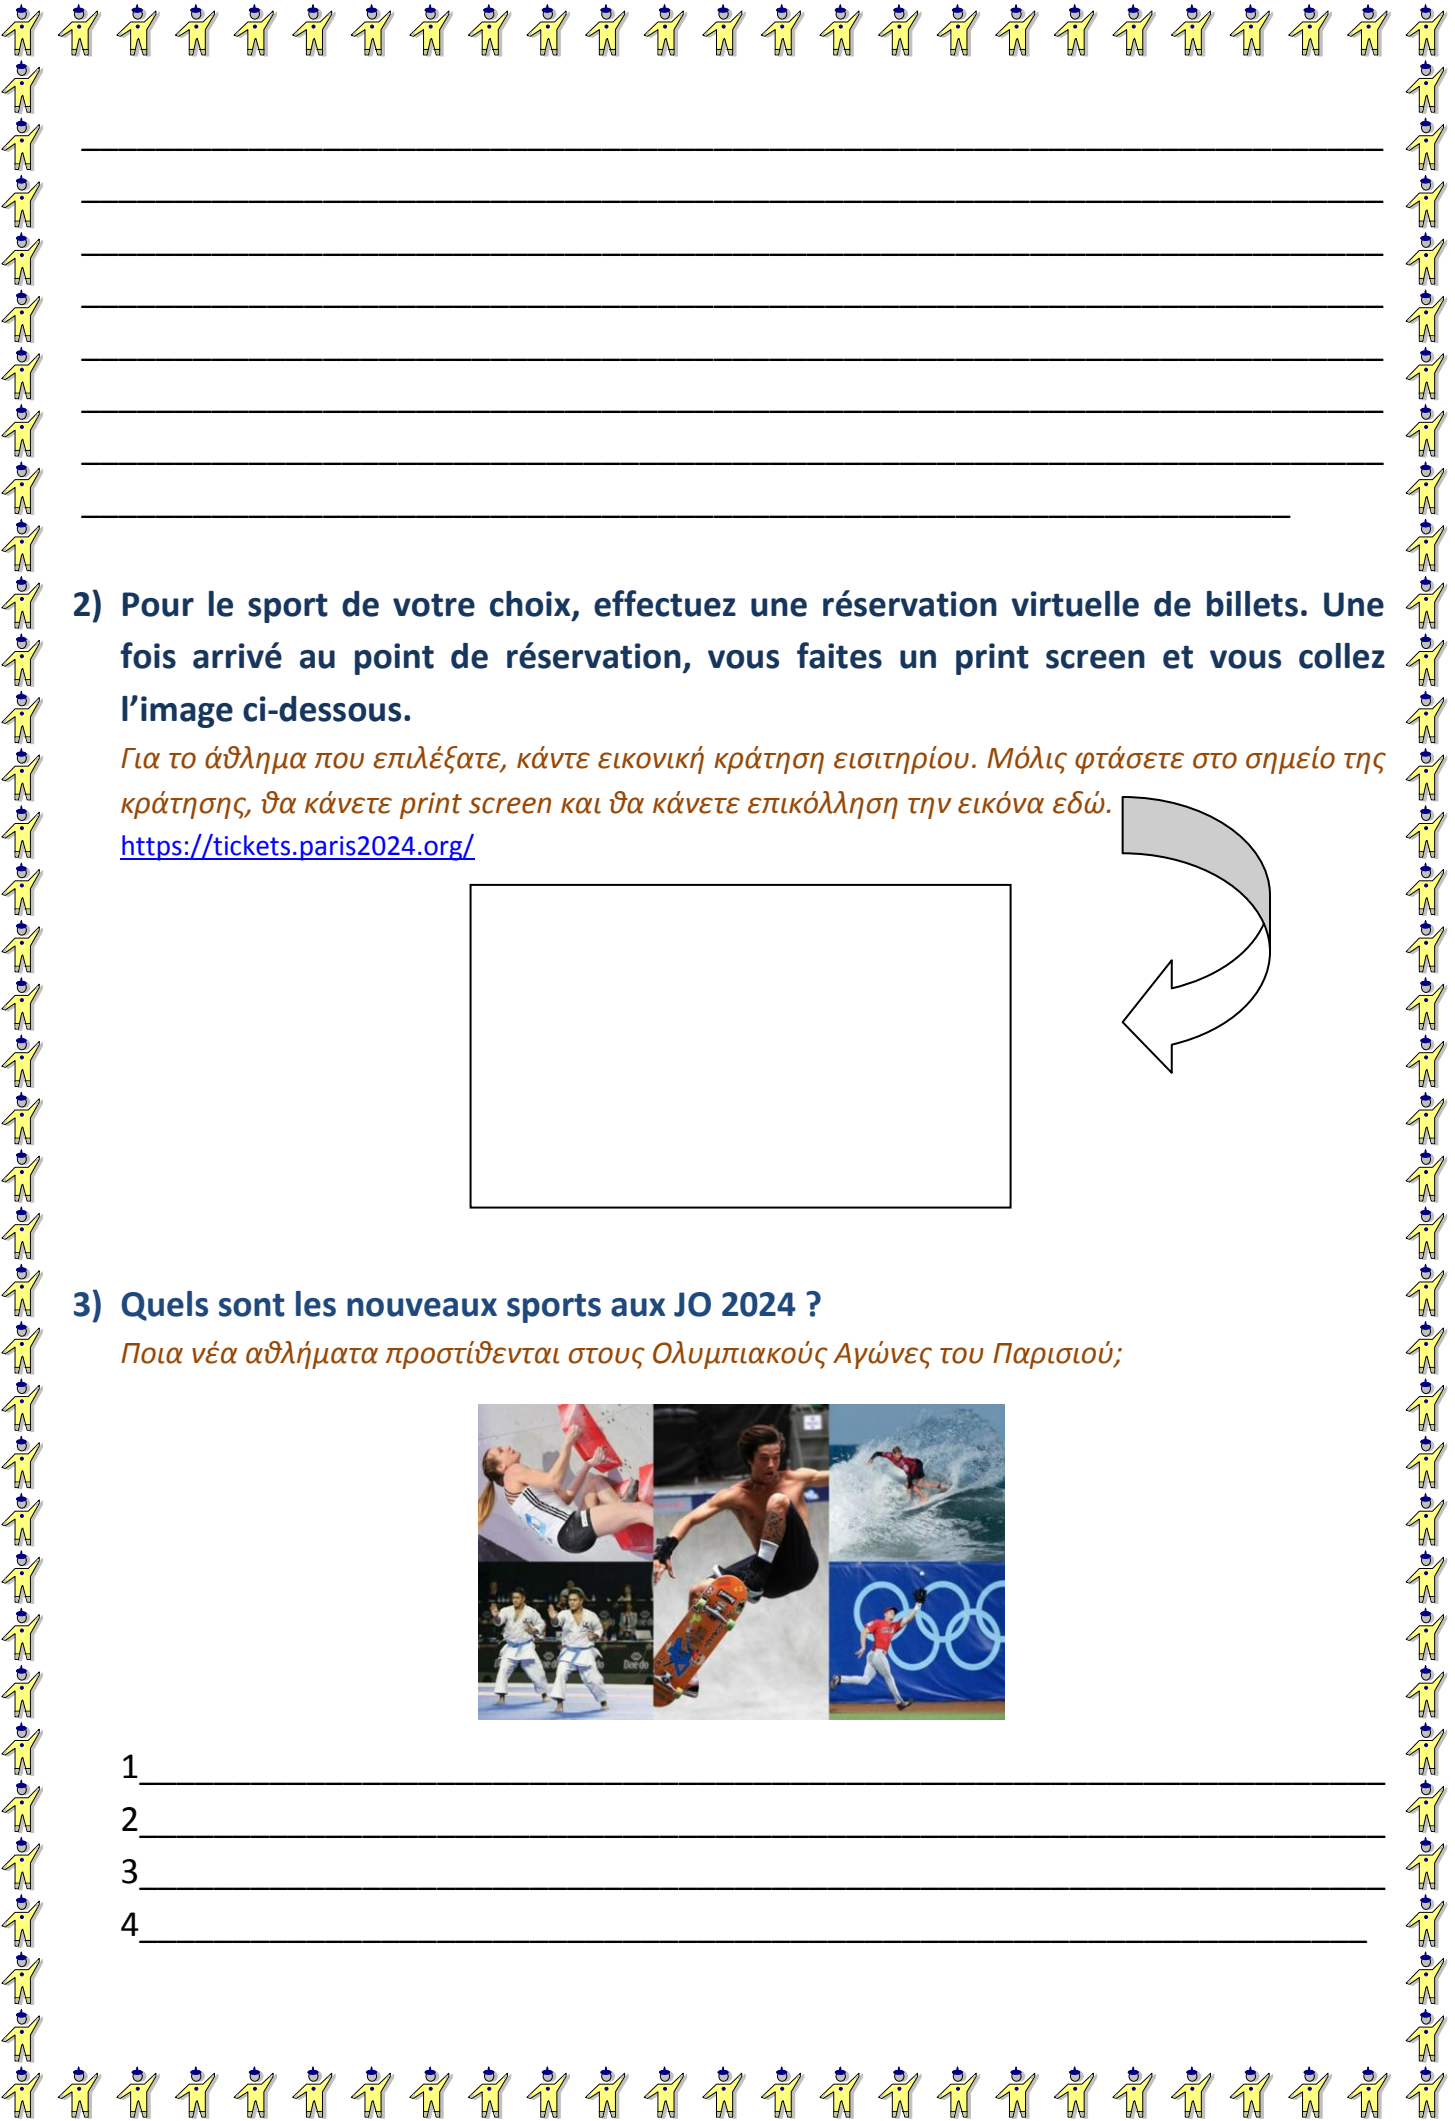 2) Pour le sport de votre choix, effectuez une réservation virtuelle de billets. Une
fois arrivé au point de réservation, vous faites un print screen et vous collez
l’image ci-dessous.
Για το άθλημα που επιλέξατε, κάντε εικονική κράτηση εισιτηρίου. Μόλις φτάσετε στο σημείο της
κράτησης, θα κάνετε print screen και θα κάνετε επικόλληση την εικόνα εδώ.
https://tickets.paris2024.org/
3) Quels sont les nouveaux sports aux JO 2024 ?
Ποια νέα αθλήματα προστίθενται στους Ολυμπιακούς Αγώνες του Παρισιού;
1
2
3
4